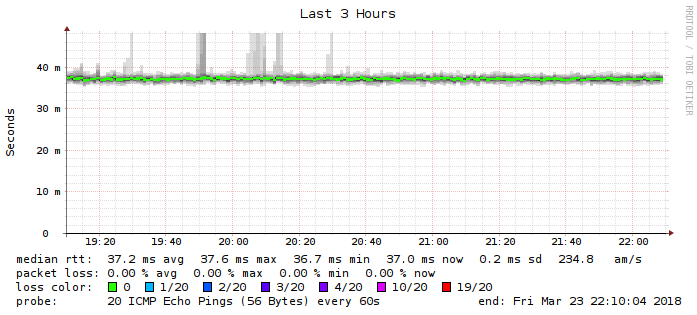 Last 3 Hours
RRDTOOL / TOBI OETIKER
Seconds
40 m
30 m
20 m
10 m
0
19:20 19:40 20:00 20:20 20:40 21:00 21:20 21:40 22:00
median rtt: 37.2 ms avg 37.6 ms max 36.7 ms min 37.0 ms now 0.2 ms sd 234.8 am/s
packet loss: 0.00 % avg 0.00 % max 0.00 % min 0.00 % now
loss color: 0 1/20 2/20 3/20 4/20 10/20 19/20
probe: 20 ICMP Echo Pings (56 Bytes) every 60s end: Fri Mar 23 22:10:04 2018